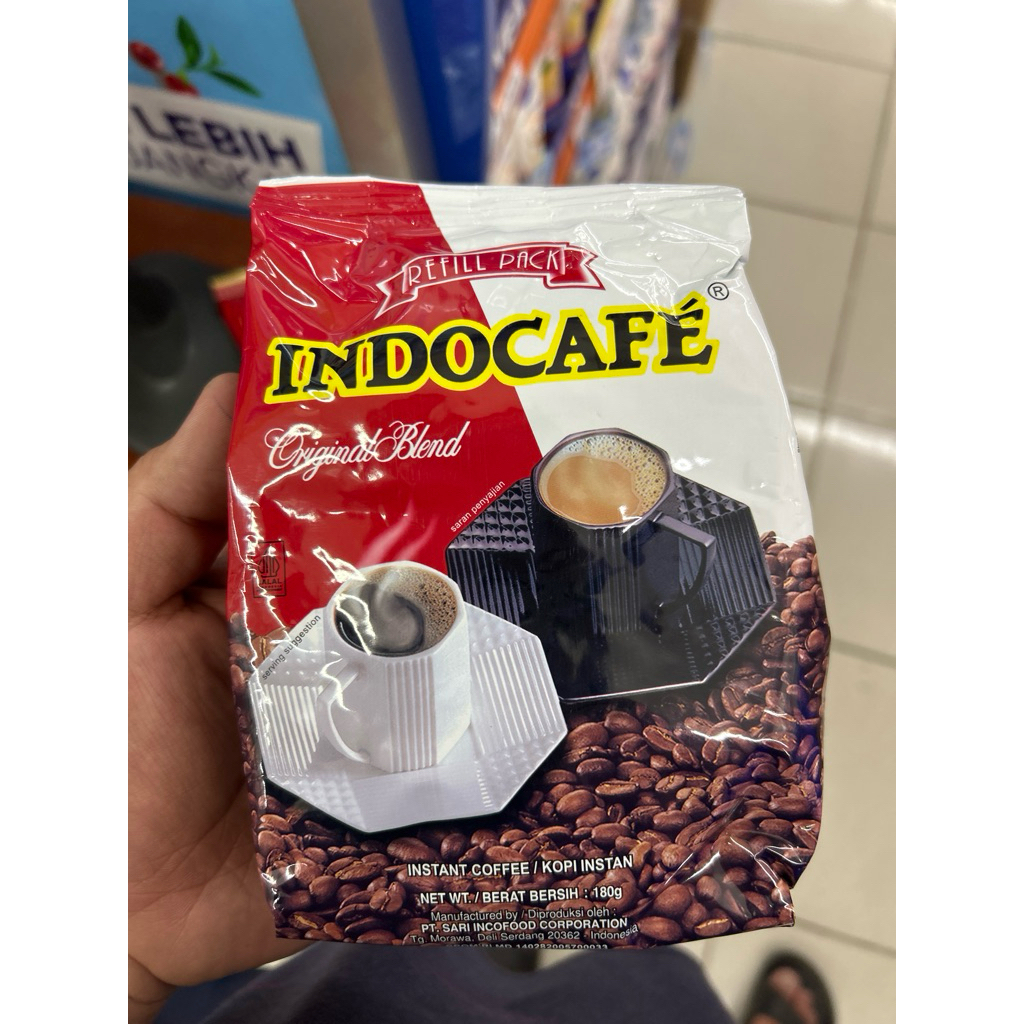 LEBIH
REFILL PACK
INDOCAFÉ ®
Original Blend
saran penyajian
serving suggestion
INSTANT COFFEE / KOPI INSTAN
NET WT. / BERAT BERSIH : 180g
Manufactured by / Diproduksi oleh :
PT. SARI INCOFOOD CORPORATION
Tg. Morawa, Deli Serdang 20362 - Indonesia